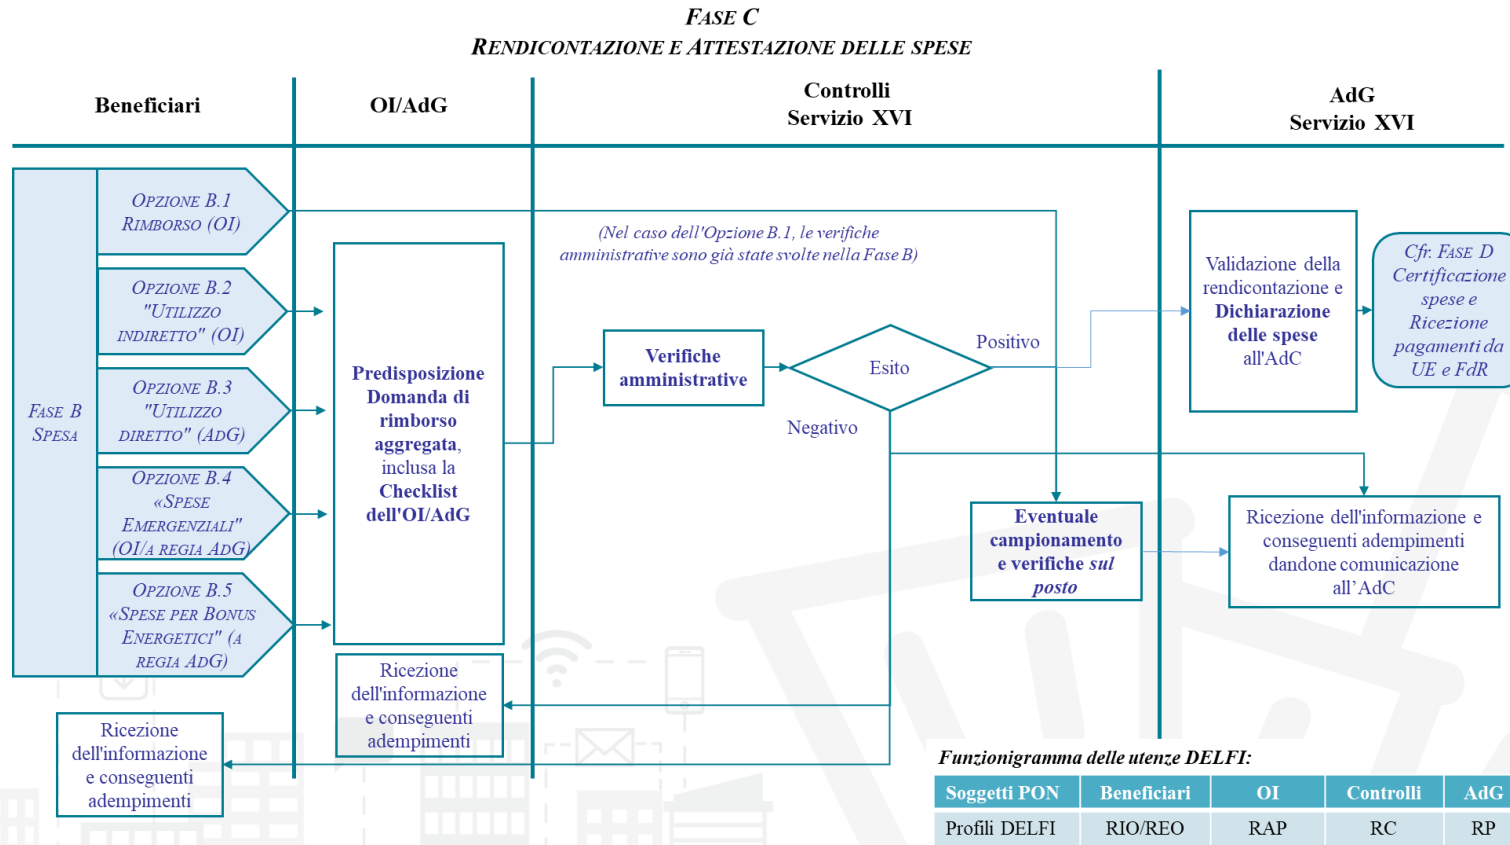 FASE C
RENDICONTAZIONE E ATTESTAZIONE DELLE SPESE
Beneficiari
OI/AdG
Controlli
Servizio XVI
AdG
Servizio XVI
FASE B
SPESA
OPZIONE B.1
RIMBORSO (OI)
OPZIONE B.2
"UTILIZZO
INDIRETTO" (OI)
OPZIONE B.3
"UTILIZZO
DIRETTO" (ADG)
OPZIONE B.4
«SPESE
EMERGENZIALI"
(OI/A REGIA ADG)
OPZIONE B.5
«SPESE PER BONUS
ENERGETICI" (A
REGIA ADG)
Ricezione
dell'informazione
e conseguenti
adempimenti
Predisposizione
Domanda di
rimborso
aggregata,
inclusa la
Checklist
dell'OI/AdG
Ricezione
dell'informazione
e conseguenti
adempimenti
(Nel caso dell'Opzione B.1, le verifiche
amministrative sono già state svolte nella Fase B)
Verifiche
amministrative
Esito
Positivo
Negativo
Eventuale
campionamento
e verifiche sul
posto
Validazione della
rendicontazione e
Dichiarazione
delle spese
all'AdC
Cfr. FASE D
Certificazione
spese e
Ricezione
pagamenti da
UE e FdR
Ricezione dell'informazione e
conseguenti adempimenti
dandone comunicazione
all’AdC
Funzionigramma delle utenze DELFI:
Soggetti PON Beneficiari OI Controlli AdG
Profili DELFI RIO/REO RAP RC RP